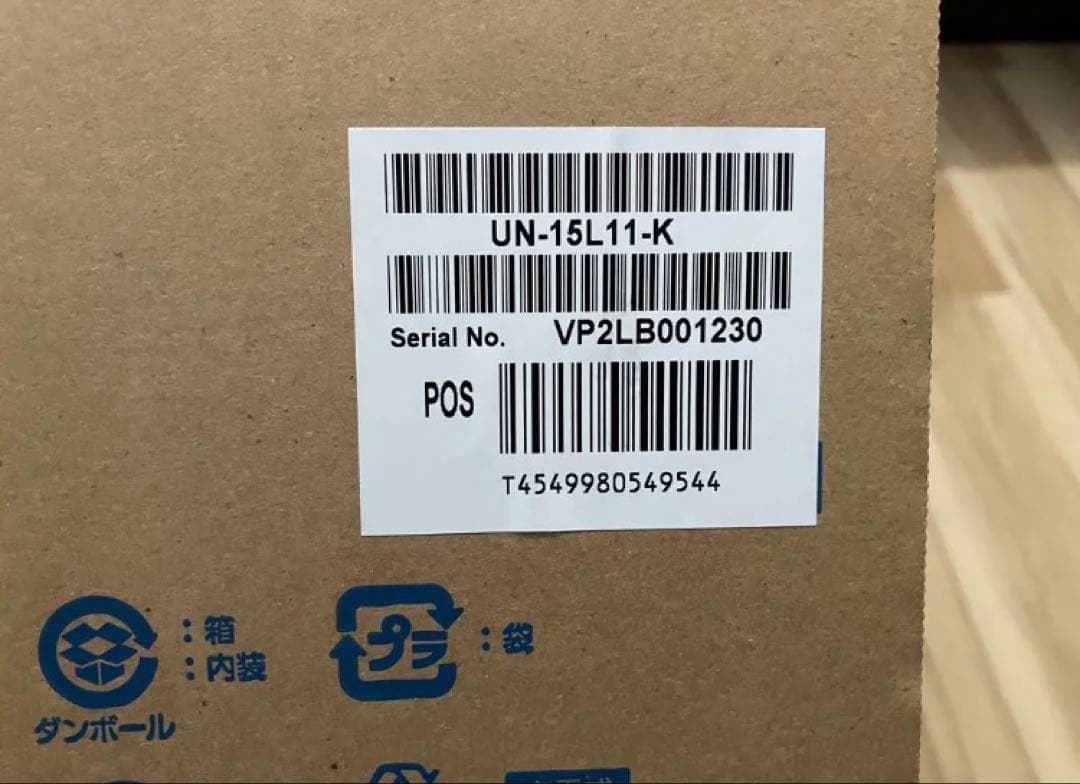 UN-15L11-K
Serial No. VP2LB001230
POS
T4549980549544
：箱
：内装
ダンボール
プラ
：袋